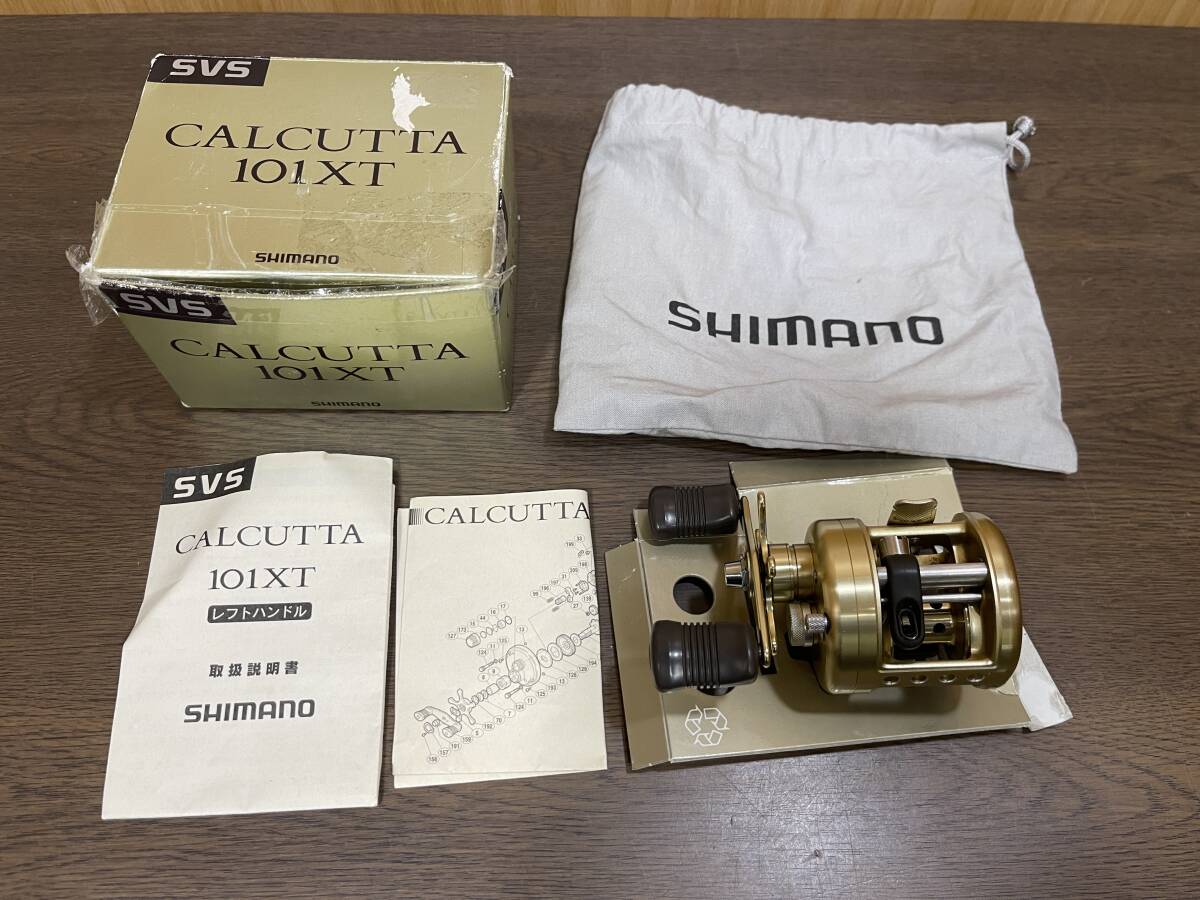 SVS
CALCUTTA
101XT
SHIMANO
SVS
CALCUTTA
101XT
SHIMANO
SHIMANO
SVS
CALCUTTA
101XT
レフトハンドル
取扱説明書
SHIMANO
CALCUTTA